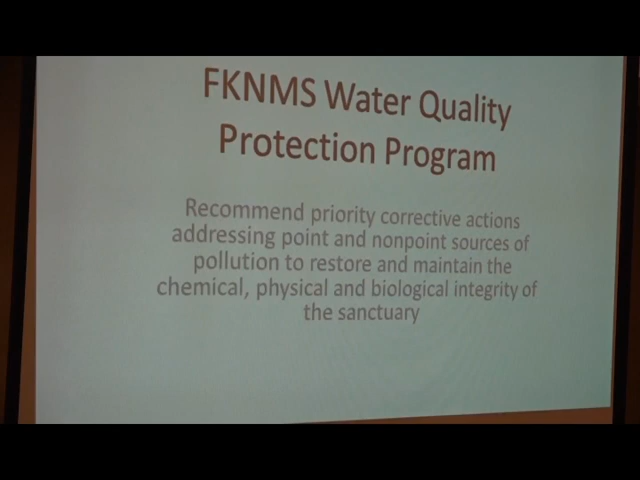 FKNMS Water Quality
Protection Program
Recommend priority corrective actions
addressing point and nonpoint sources of
pollution to restore and maintain the
chemical, physical and biological integrity of
the sanctuary